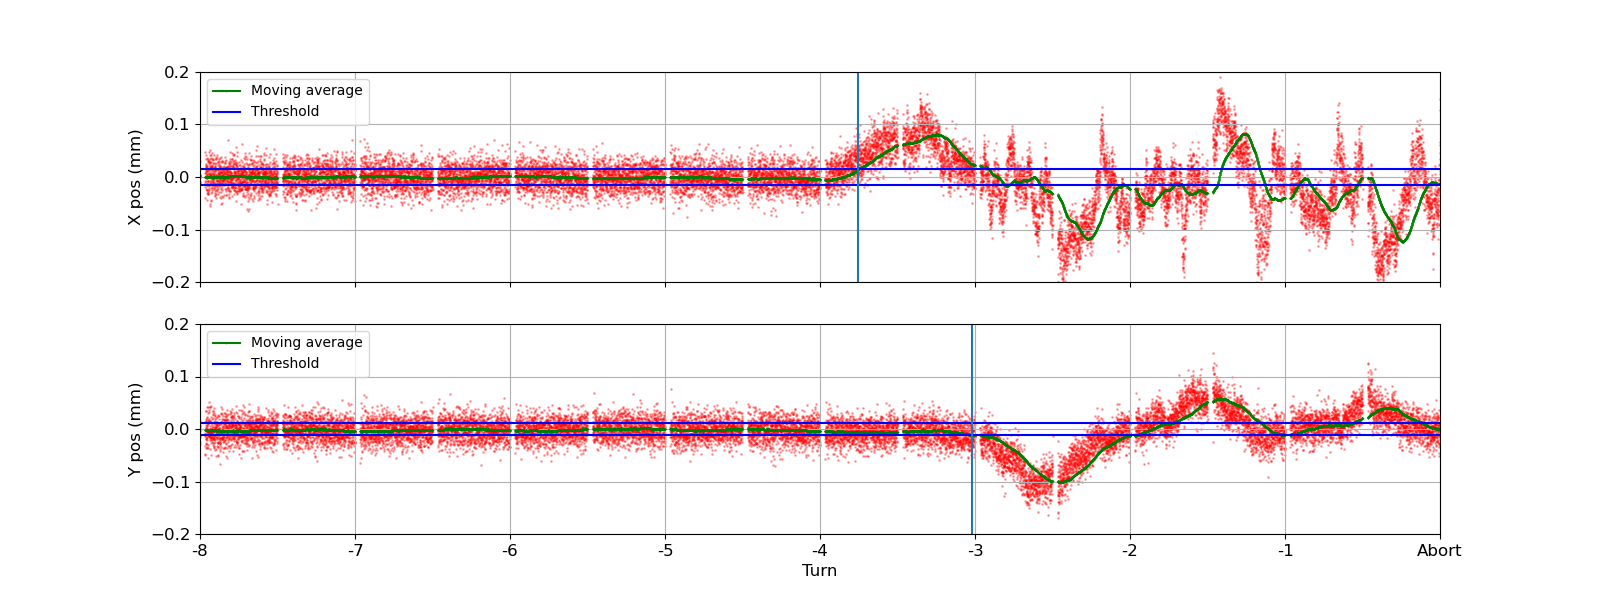 0.2
0.1
0.0
−0.1
−0.2
X pos (mm)
Moving average
Threshold
0.2
0.1
0.0
−0.1
−0.2
Y pos (mm)
Moving average
Threshold
-8 -7 -6 -5 -4 -3 -2 -1 Abort
Turn